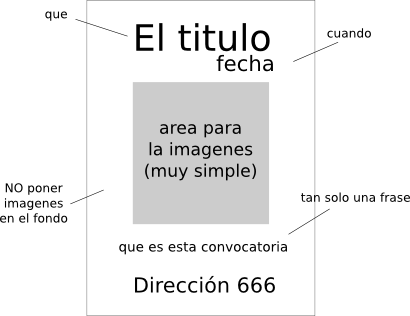 que
El titulo
cuando
fecha
area para
la imagenes
(muy simple)
NO poner
imagenes
en el fondo
tan solo una frase
que es esta convocatoria
Dirección 666